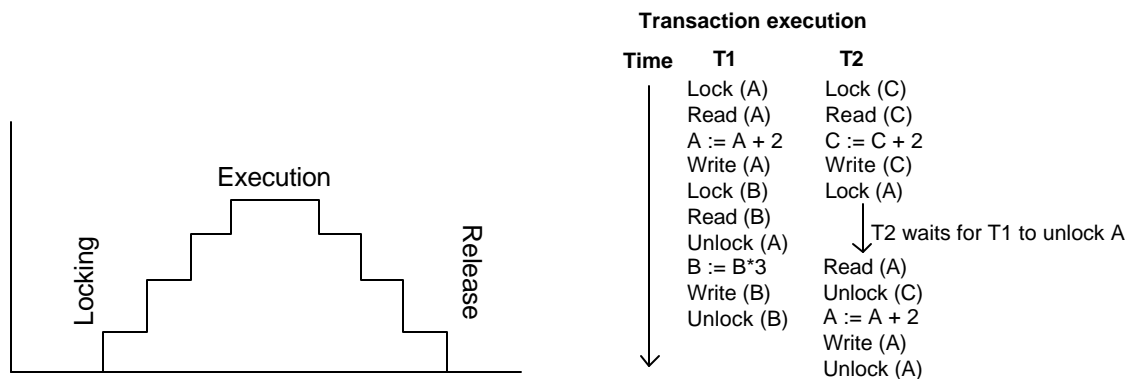 Locking
Execution
Release
Transaction execution
Time T1 T2
Lock (A) Lock (C)
Read (A) Read (C)
A := A + 2 C := C + 2
Write (A) Write (C)
Lock (B) Lock (A)
Read (B)
T2 waits for T1 to unlock A
Unlock (A)
B := B*3 Read (A)
Write (B) Unlock (C)
Unlock (B) A := A + 2
Write (A)
Unlock (A)